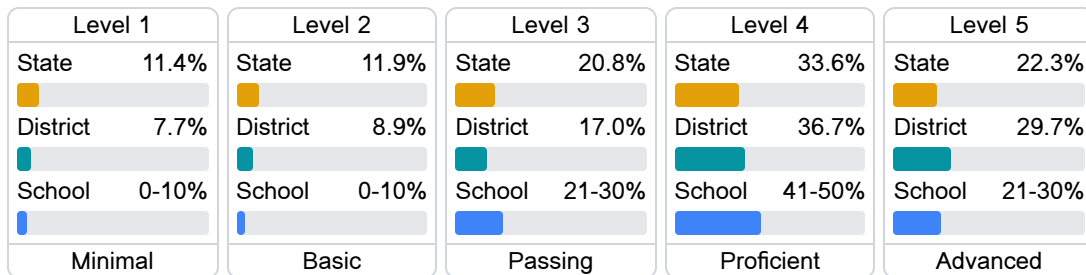 Level 1
State 11.4%
District 7.7%
School 0-10%
Minimal
Level 2
State 11.9%
District 8.9%
School 0-10%
Basic
Level 3
State 20.8%
District 17.0%
School 21-30%
Passing
Level 4
State 33.6%
District 36.7%
School 41-50%
Proficient
Level 5
State 22.3%
District 29.7%
School 21-30%
Advanced